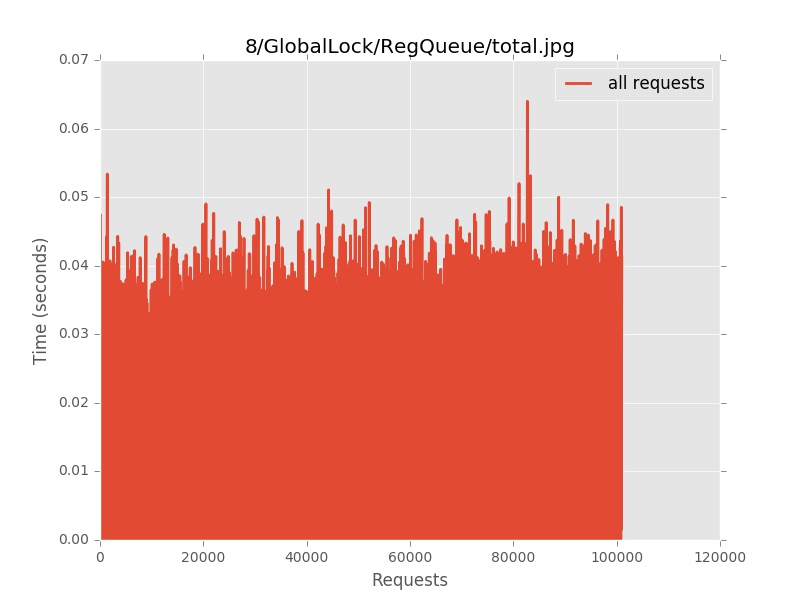 8/GlobalLock/RegQueue/total.jpg
all requests
0.07
0.06
0.05
0.04
0.03
0.02
0.01
0.00
Time (seconds)
0 20000 40000 60000 80000 100000 120000
Requests